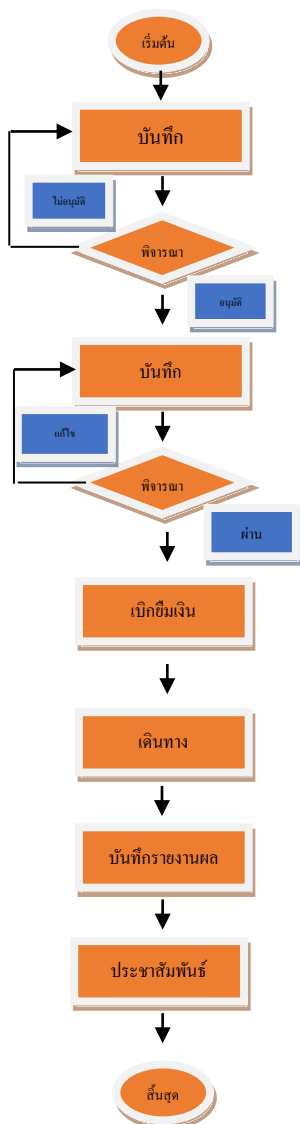 เริ่มต้น
บันทึก
ไม่อนุมัติ
พิจารณา
อนุมัติ
บันทึก
แก้ไข
พิจารณา
ผ่าน
เบิกยืมเงิน
เดินทาง
บันทึกรายงานผล
ประชาสัมพันธ์
สิ้นสุด